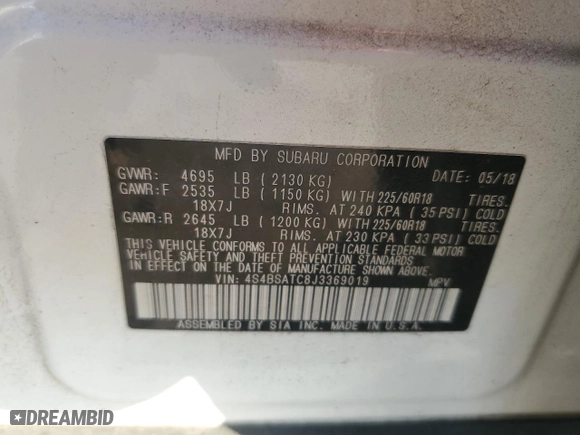 MFD BY SUBARU CORPORATION
GVWR: 4695 LB ( 2130 KG) DATE: 05/18
GAWR:F 2535 LB ( 1150 KG) WITH 225/60R18 TIRES.
18X7J RIMS. AT 240 KPA ( 35 PSI) COLD
GAWR:R 2645 LB ( 1200 KG) WITH 225/60R18 TIRES.
18X7J RIMS. AT 230 KPA ( 33 PSI) COLD
THIS VEHICLE CONFORMS TO ALL APPLICABLE FEDERAL MOTOR
VEHICLE SAFETY AND THEFT PREVENTION STANDARDS
IN EFFECT ON THE DATE OF MANUFACTURE SHOWN ABOVE.
VIN: 4S4BSATC8J3369019 MPV
ASSEMBLED BY SIA INC. MADE IN U.S.A.
DREAMBID